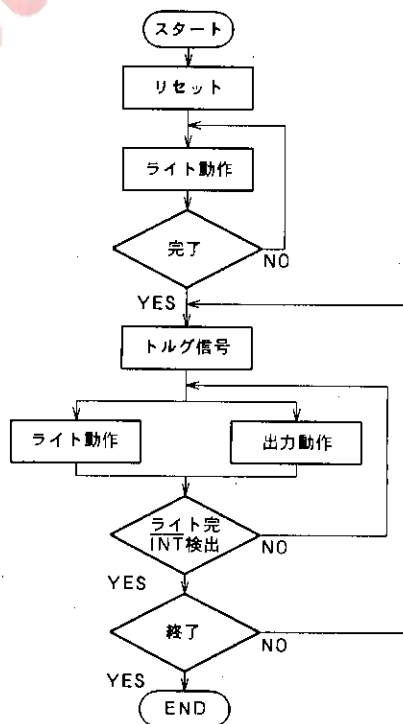 スタート
リセット
ライト動作
完了
NO
YES
トルグ信号
ライト動作
出力動作
ライト完
INT検出
NO
YES
終了
NO
YES
END